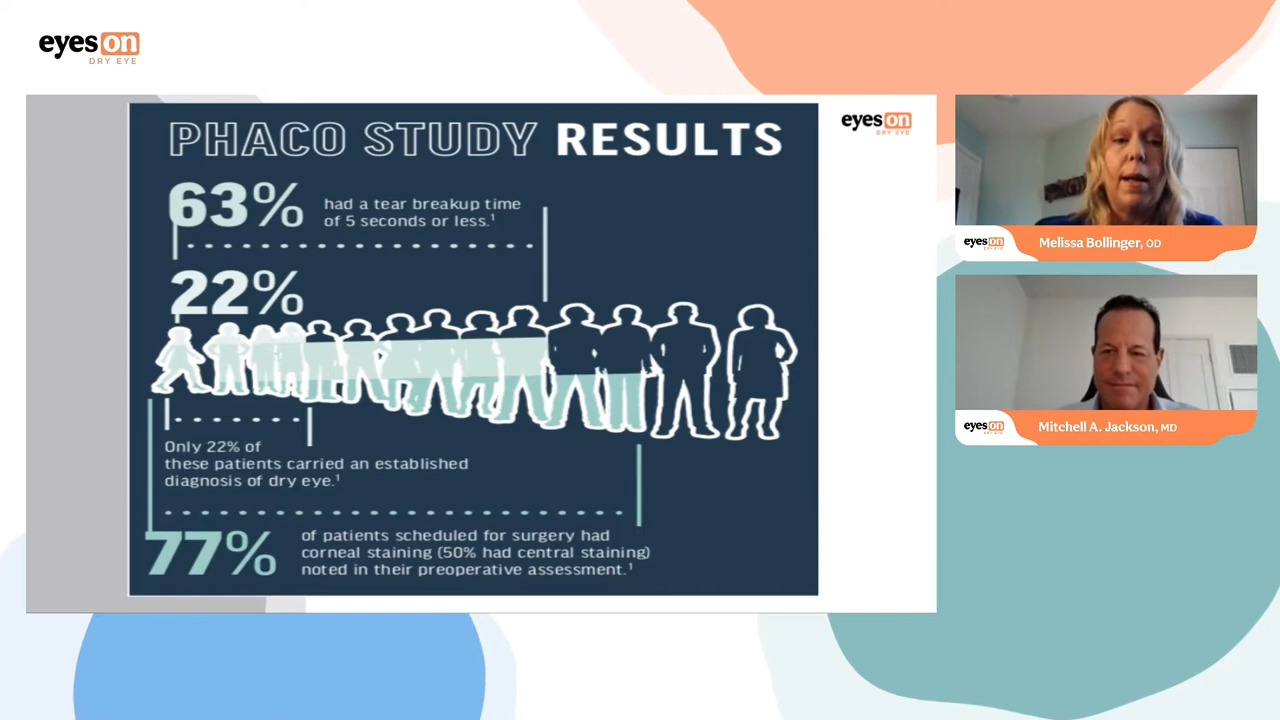 eyes on
DRY EYE
PHACO STUDY RESULTS
eyes on
DRY EYE
63%
had a tear breakup time
of 5 seconds or less.¹
22%
Only 22% of
these patients carried an established
diagnosis of dry eye.¹
77%
of patients scheduled for surgery had
corneal staining (50% had central staining)
noted in their preoperative assessment.¹
eyes on
DRY EYE
Melissa Bollinger, OD
eyes on
DRY EYE
Mitchell A. Jackson, MD